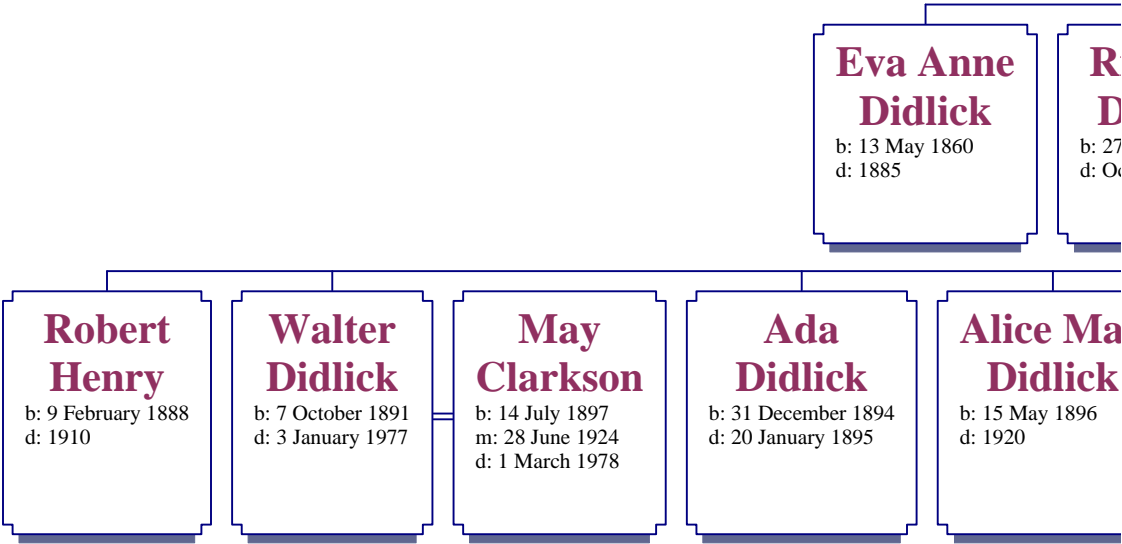 Eva Anne
Didlick
b: 13 May 1860
d: 1885
b: 27
Robert
Henry
b: 9 February 1888
d: 1910
Walter
Didlick
b: 7 October 1891
d: 3 January 1977
May
Clarkson
b: 14 July 1897
m: 28 June 1924
d: 1 March 1978
Ada
Didlick
b: 31 December 1894
d: 20 January 1895
Alice
Didlick
b: 15 May 1896
d: 1920